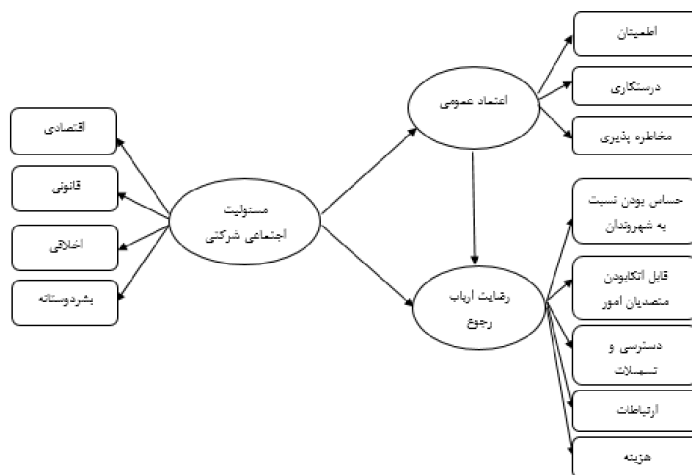 اطمیتان
درستکاری
مخاطره پذیری
اعتماد عمومی
اقتصادی
قانونی
اخلاقی
بشردوستانه
مسئولیت
اجتماعی شرکتی
حساس بودن نسبت
به شهروندان
قابل اتکابودن
متصدیان امور
رضایت ارباب
رجوع
دسترسی و
تسهیلات
ارتباطات
هزینه